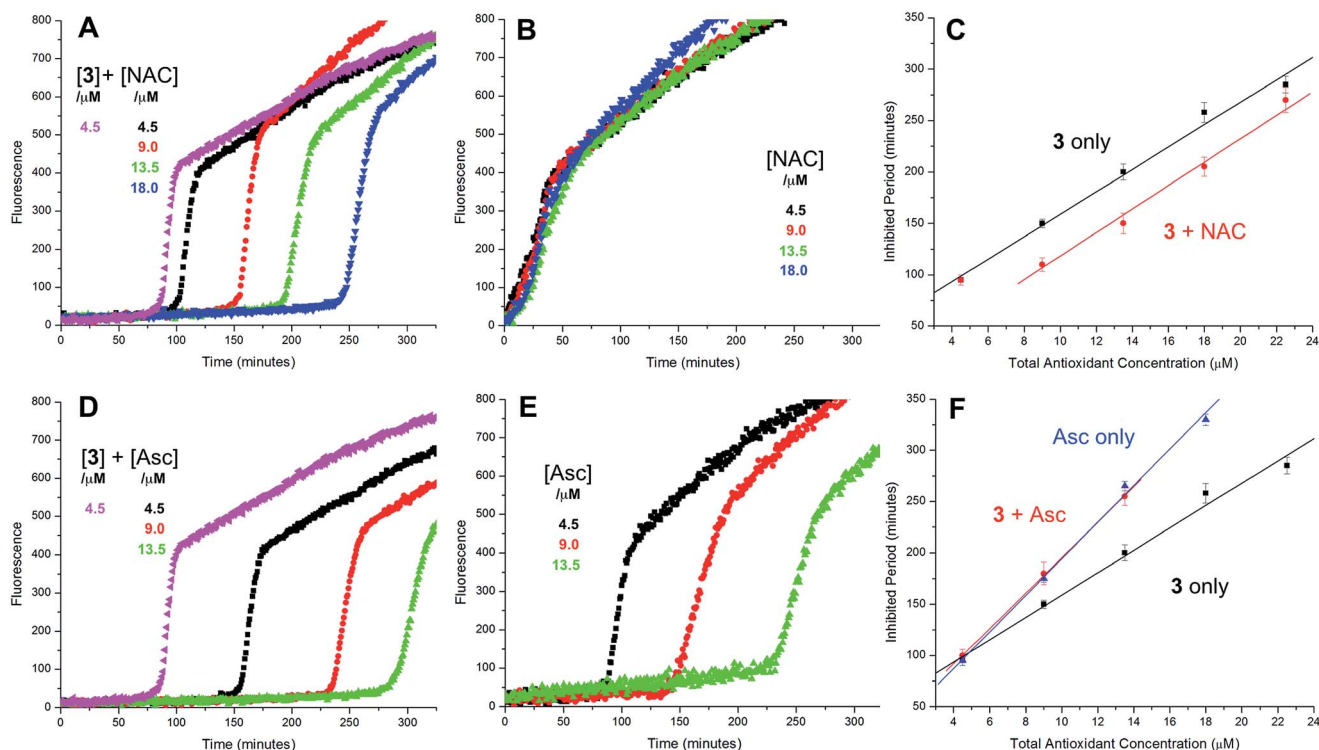 A
[3] + [NAC]
/μM /μM
4.5 4.5
9.0
13.5
18.0
Fluorescence
800
700
600
500
400
300
200
100
0
0 50 100 150 200 250 300
Time (minutes)
B
[NAC]
/μM
4.5
9.0
13.5
18.0
Fluorescence
800
700
600
500
400
300
200
100
0
0 50 100 150 200 250 300
Time (minutes)
C
3 only
3 + NAC
Inhibited Period (minutes)
350
300
250
200
150
100
50
4 6 8 10 12 14 16 18 20 22 24
Total Antioxidant Concentration (μM)
D
[3] + [Asc]
/μM /μM
4.5 4.5
9.0
13.5
Fluorescence
800
700
600
500
400
300
200
100
0
0 50 100 150 200 250 300
Time (minutes)
E
[Asc]
/μM
4.5
9.0
13.5
Fluorescence
800
700
600
500
400
300
200
100
0
0 50 100 150 200 250 300
Time (minutes)
F
Asc only
3 + Asc
3 only
Inhibited Period (minutes)
350
300
250
200
150
100
50
4 6 8 10 12 14 16 18 20 22 24
Total Antioxidant Concentration (μM)